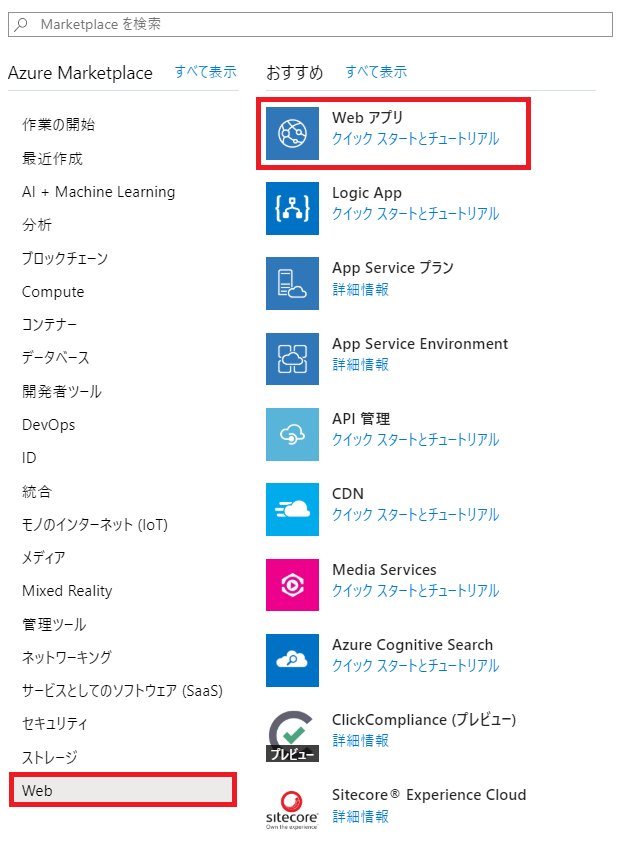 Marketplace を検索
Azure Marketplace すべて表示
作業の開始
最近作成
AI + Machine Learning
分析
ブロックチェーン
Compute
コンテナー
データベース
開発者ツール
DevOps
ID
統合
モノのインターネット (IoT)
メディア
Mixed Reality
管理ツール
ネットワーキング
サービスとしてのソフトウェア (SaaS)
セキュリティ
ストレージ
Web
おすすめ すべて表示
Web アプリ
クイック スタートとチュートリアル
Logic App
クイック スタートとチュートリアル
App Service プラン
詳細情報
App Service Environment
詳細情報
API 管理
クイック スタートとチュートリアル
CDN
クイック スタートとチュートリアル
Media Services
クイック スタートとチュートリアル
Azure Cognitive Search
クイック スタートとチュートリアル
プレビュー
ClickCompliance (プレビュー)
詳細情報
sitecore
Own the experience
Sitecore® Experience Cloud
詳細情報